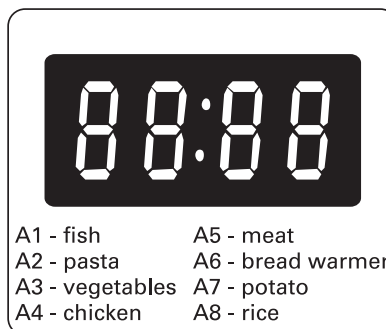 88:88
A1 - fish A5 - meat
A2 - pasta A6 - bread warmer
A3 - vegetables A7 - potato
A4 - chicken A8 - rice